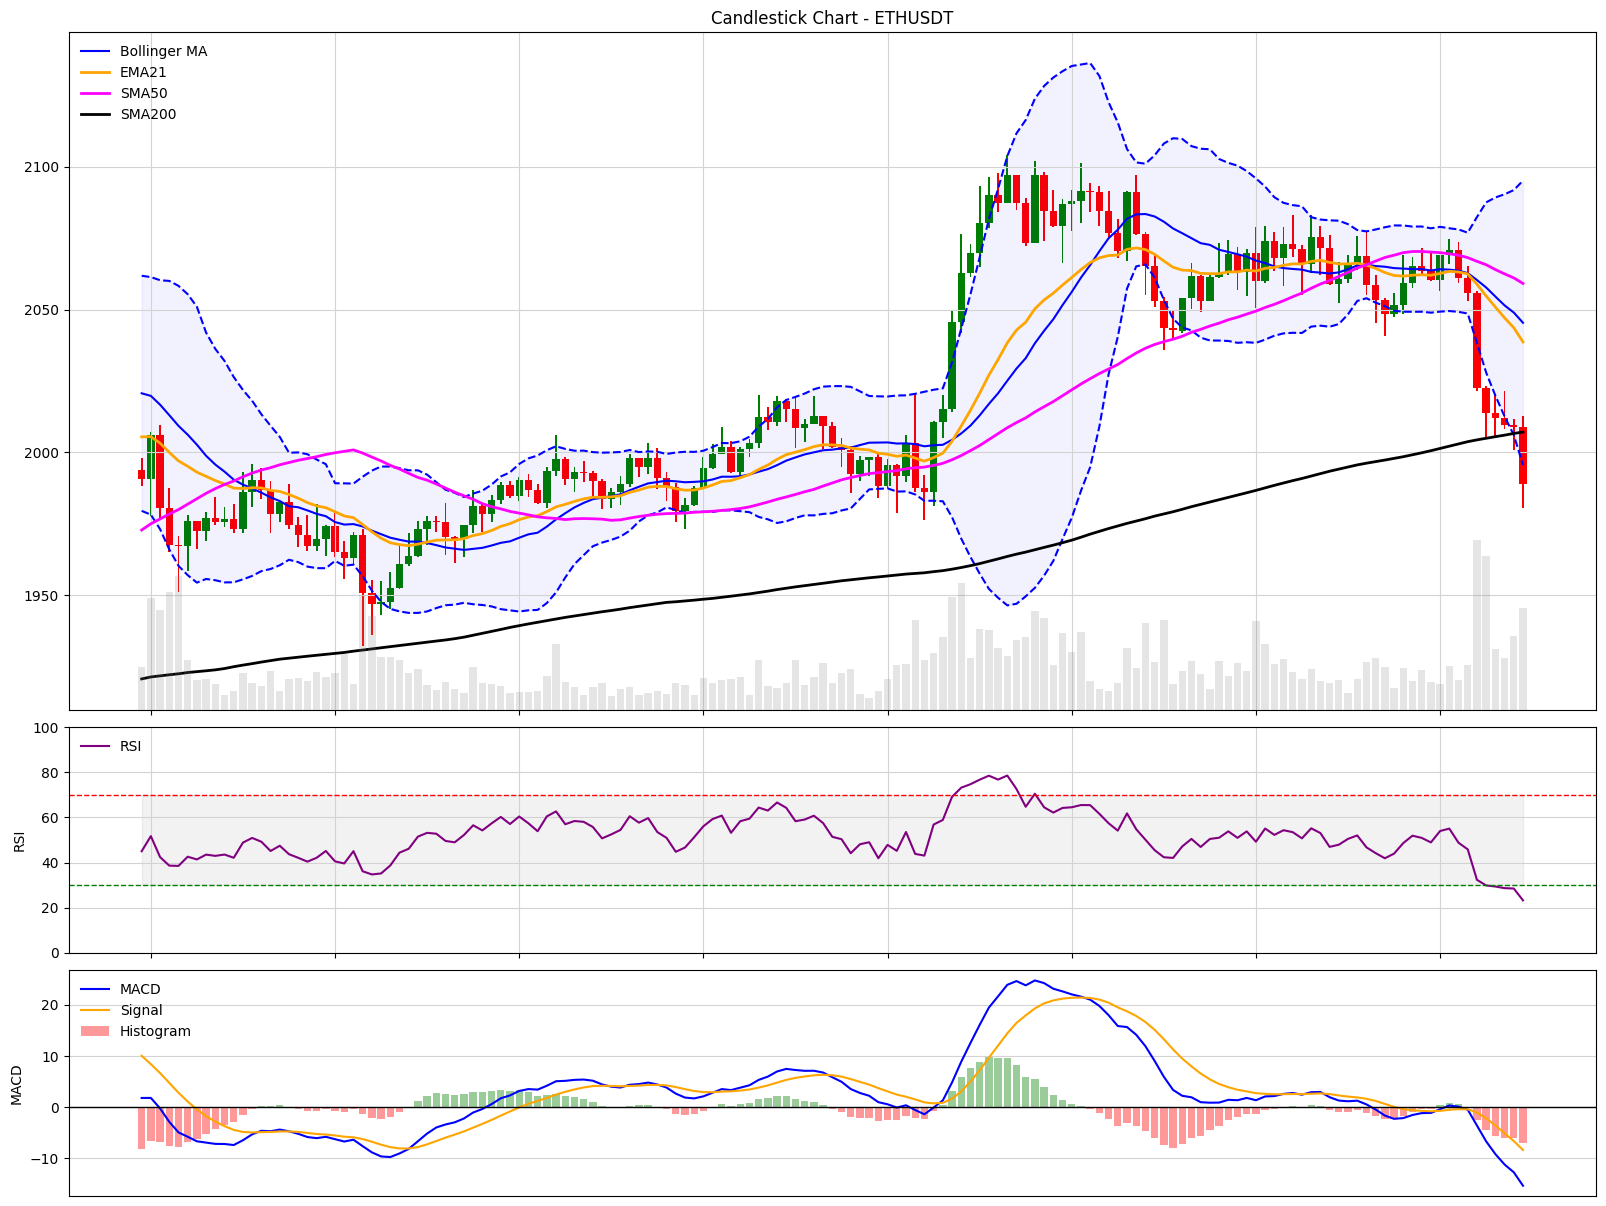 Candlestick Chart - ETHUSDT
Bollinger MA
EMA21
SMA50
SMA200
2100
2050
2000
1950
100
80
60
40
20
0
RSI
RSI
20
10
0
−10
MACD
MACD
Signal
Histogram